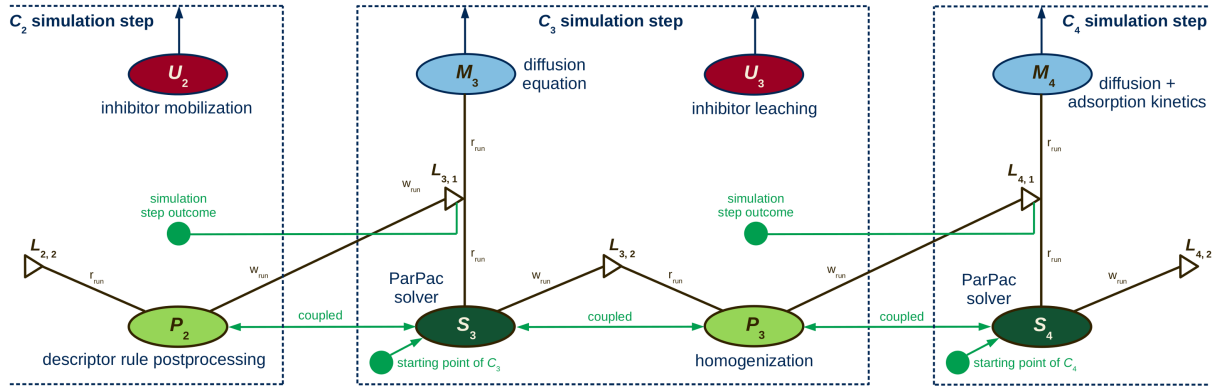 C2 simulation step
C3 simulation step
C4 simulation step
U2
inhibitor mobilization
M3
diffusion
equation
U3
inhibitor leaching
M4
diffusion +
adsorption kinetics
rrun
rrun
L3, 1
wrun
L4, 1
wrun
simulation
step outcome
simulation
step outcome
L2, 2
rrun
wrun
rrun
L3, 2
wrun
rrun
wrun
rrun
L4, 2
wrun
ParPac
solver
ParPac
solver
P2
coupled
S3
coupled
P3
coupled
S4
descriptor rule postprocessing
starting point of C3
homogenization
starting point of C4